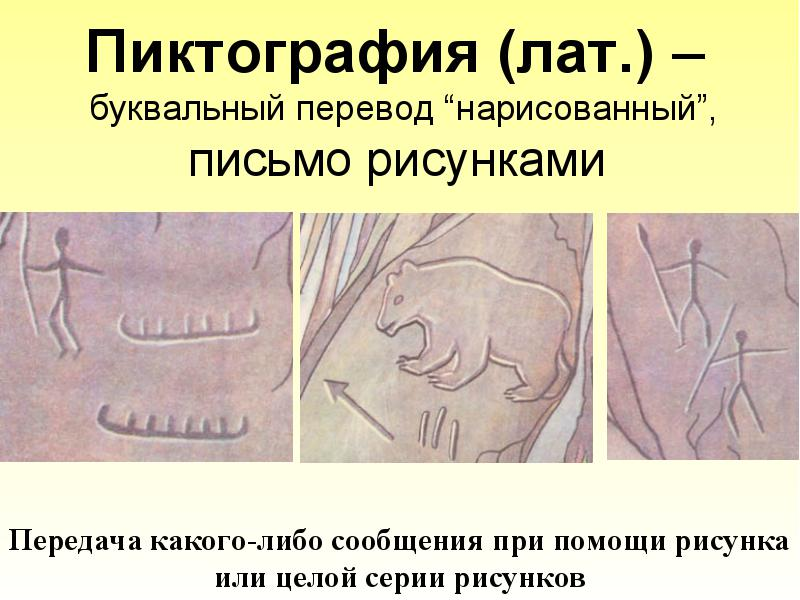 Пиктография (лат.) –
буквальный перевод “нарисованный”,
письмо рисунками
Передача какого-либо сообщения при помощи рисунка
или целой серии рисунков